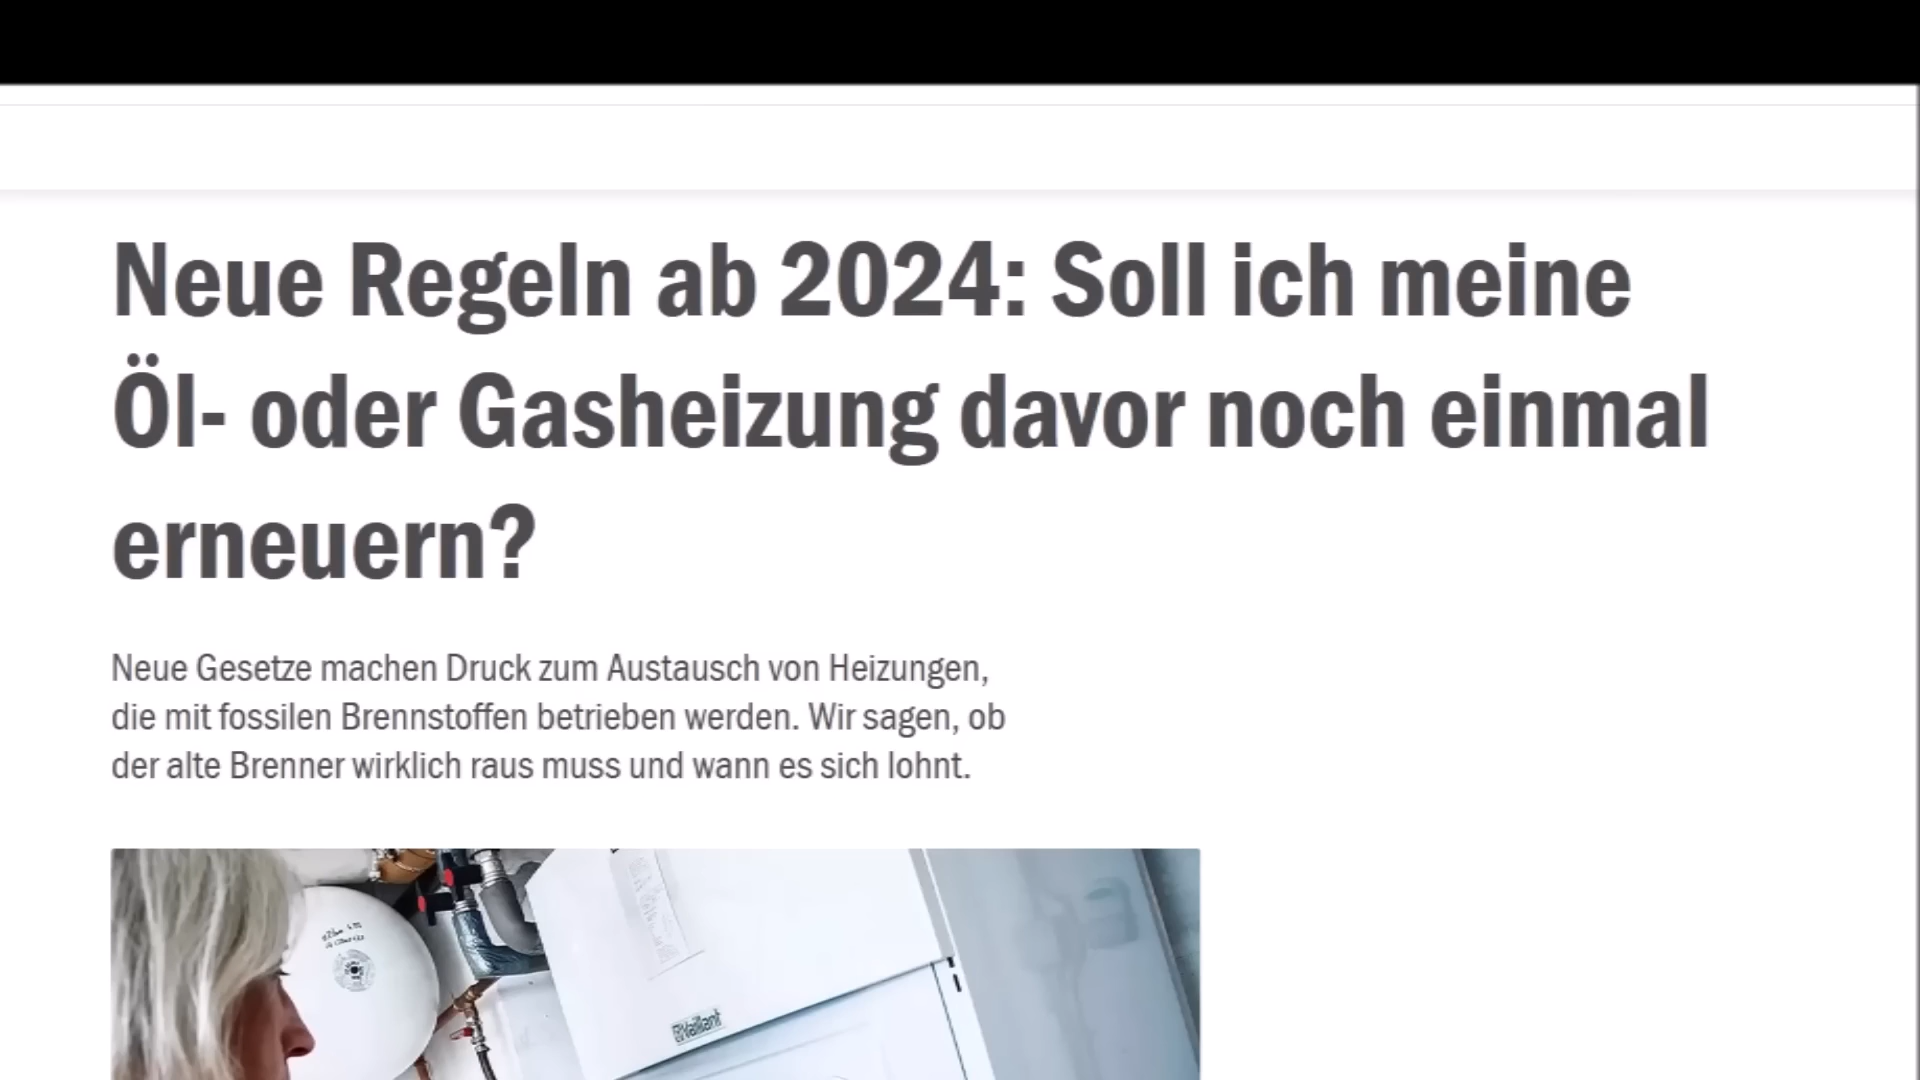 Neue Regeln ab 2024: Soll ich meine
Öl- oder Gasheizung davor noch einmal
erneuern?
Neue Gesetze machen Druck zum Austausch von Heizungen,
die mit fossilen Brennstoffen betrieben werden. Wir sagen, ob
der alte Brenner wirklich raus muss und wann es sich lohnt.
Vaillant